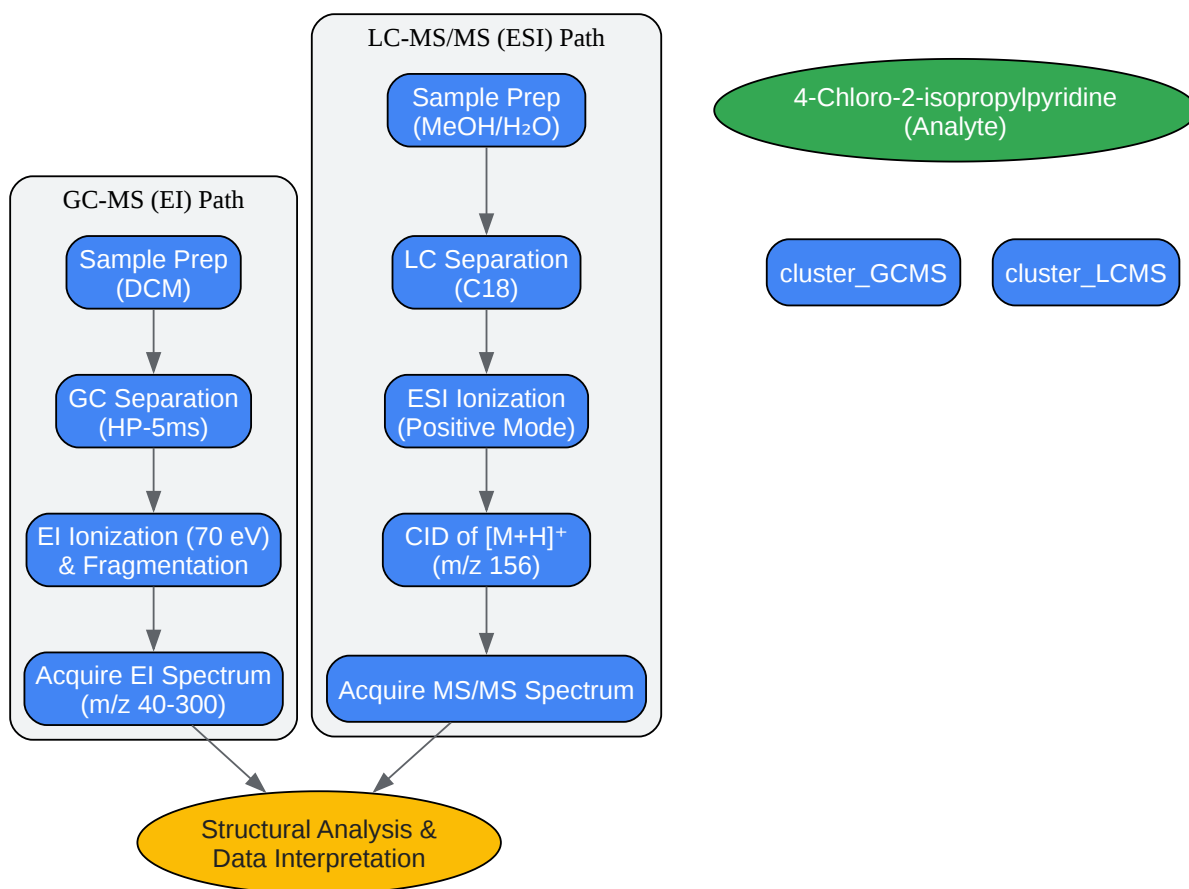 LC-MS/MS (ESI) Path
Sample Prep
(MeOH/H₂O)
LC Separation
(C18)
ESI Ionization
(Positive Mode)
CID of [M+H]⁺
(m/z 156)
Acquire MS/MS Spectrum
GC-MS (EI) Path
Sample Prep
(DCM)
GC Separation
(HP-5ms)
EI Ionization (70 eV)
& Fragmentation
Acquire EI Spectrum
(m/z 40-300)
Structural Analysis &
Data Interpretation
4-Chloro-2-isopropylpyridine
(Analyte)
cluster_GCMS
cluster_LCMS